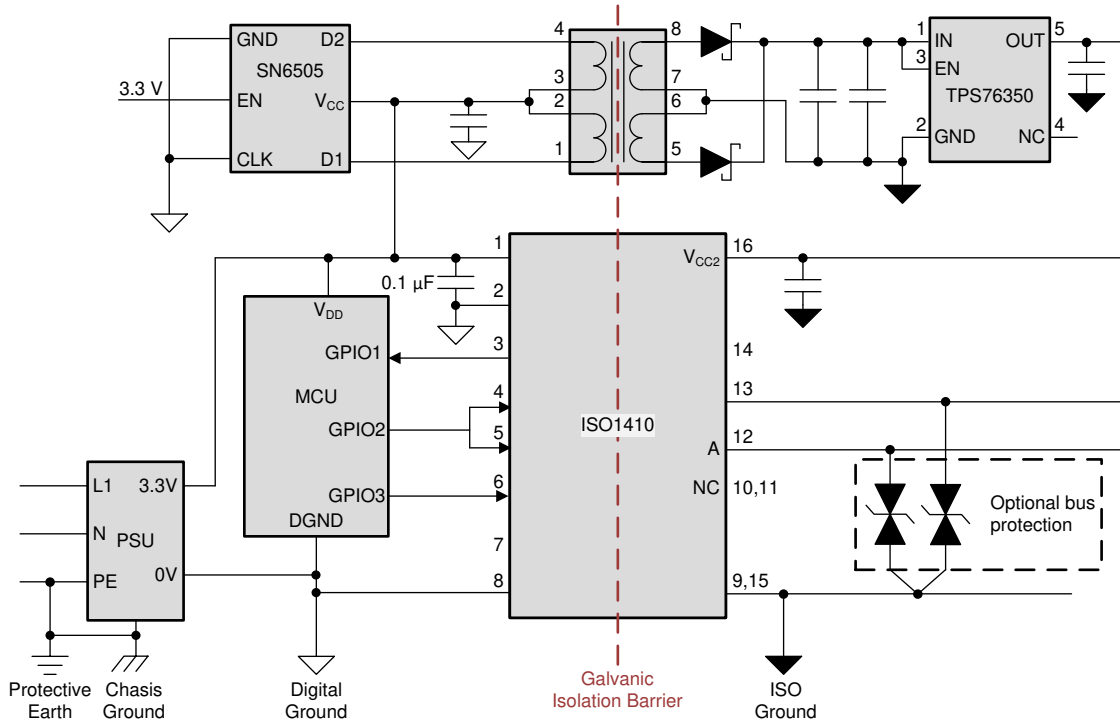 GND
D2
SN6505
3.3 V
EN
VCC
CLK
D1
4
3
2
1
8
7
6
5
1
IN
OUT
5
3
EN
TPS76350
2
GND
NC
4
1
0.1 µF
2
VDD
GPIO1
3
MCU
GPIO2
4
5
GPIO3
6
DGND
7
8
ISO1410
VCC2
16
14
13
A
12
NC
10,11
9,15
Optional bus
protection
L1
3.3V
N
PSU
PE
0V
Protective
Earth
Chasis
Ground
Digital
Ground
Galvanic
Isolation Barrier
ISO
Ground